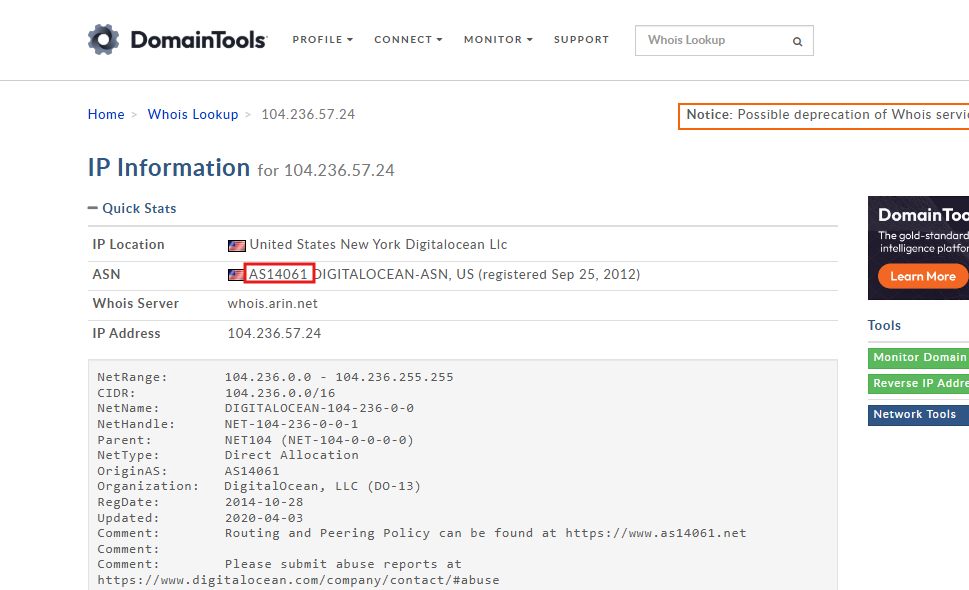 DomainTools
PROFILE CONNECT MONITOR SUPPORT
Whois Lookup
Home > Whois Lookup > 104.236.57.24
Notice: Possible deprecation of Whois servic
IP Information for 104.236.57.24
Quick Stats
IP Location United States New York Digitalocean Llc
ASN AS14061 DIGITALOCEAN-ASN, US (registered Sep 25, 2012)
Whois Server whois.arin.net
IP Address 104.236.57.24
NetRange: 104.236.0.0 - 104.236.255.255
CIDR: 104.236.0.0/16
NetName: DIGITALOCEAN-104-236-0-0
NetHandle: NET-104-236-0-0-1
Parent: NET104 (NET-104-0-0-0-0)
NetType: Direct Allocation
OriginAS: AS14061
Organization: DigitalOcean, LLC (DO-13)
RegDate: 2014-10-28
Updated: 2020-04-03
Comment: Routing and Peering Policy can be found at https://www.as14061.net
Comment:
Comment: Please submit abuse reports at
https://www.digitalocean.com/company/contact/#abuse
DomainToo
The gold-standard
intelligence platfor
Learn More
Tools
Monitor Domain
Reverse IP Addre
Network Tools